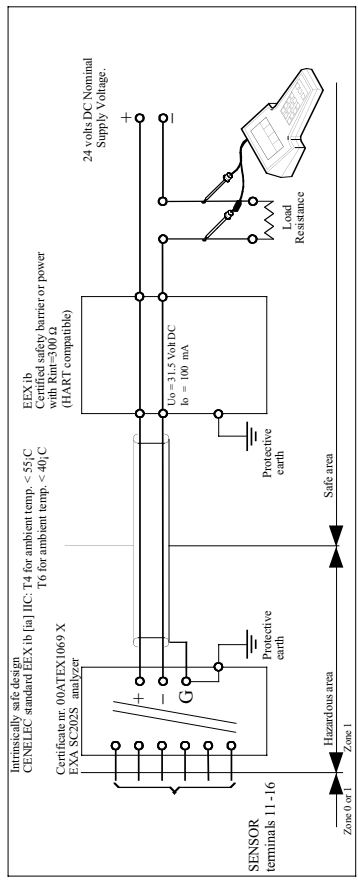 Intrinsically safe design
CENELEC standard EEX ib [ia] IIC: T4 for ambient temp. < 55¡C
T6 for ambient temp. < 40¡C
Certificate nr. 00ATEX1069 X
EXA SC202S analyzer
EEX ib
Certified safety barrier or power
with Rint=300 Ω
(HART compatible)
24 volts DC Nominal
Supply Voltage.
+
−
G
+
−
Uo = 31.5 Volt DC
Io = 100 mA
Load
Resistance
Protective
earth
Protective
earth
SENSOR
terminals 11-16
Hazardous area
Safe area
Zone 0 or 1
Zone 1